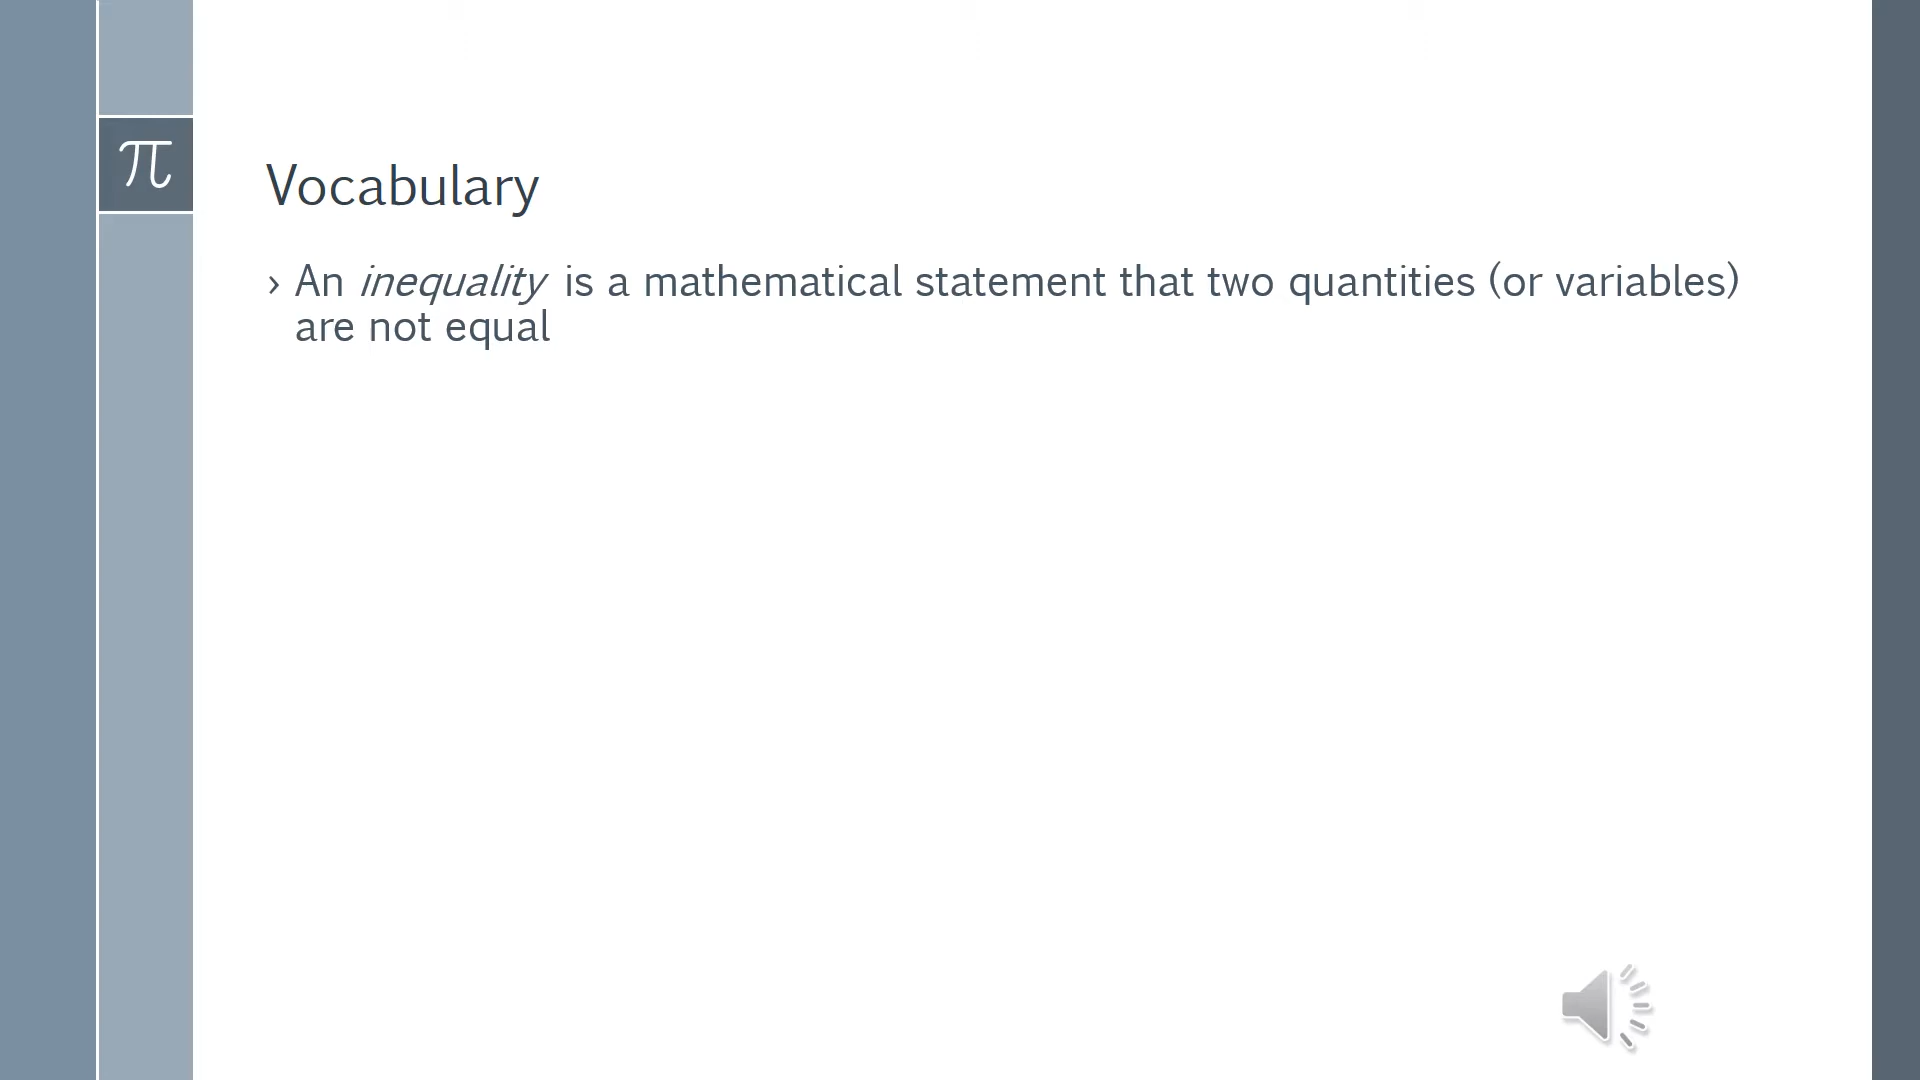 π
Vocabulary
› An inequality is a mathematical statement that two quantities (or variables)
are not equal